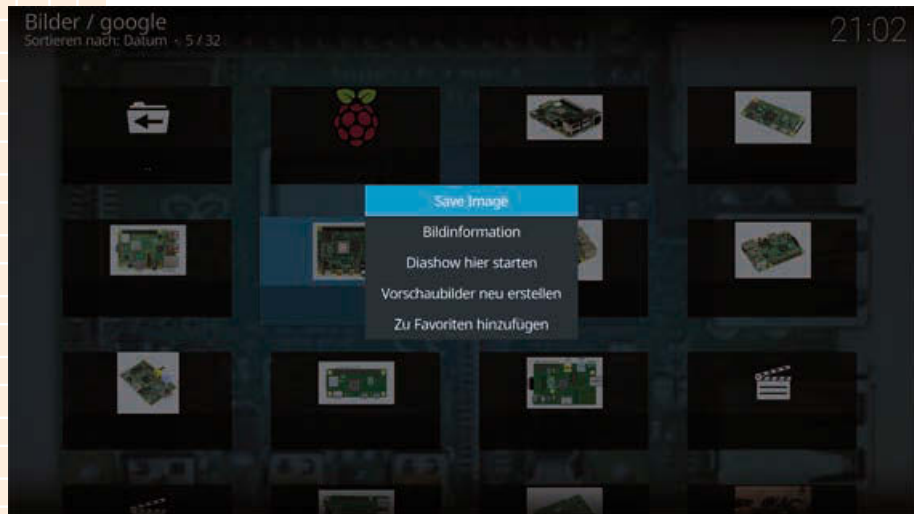 Bilder / google
Sortieren nach: Datum • 5 / 32
21:02
..
Save Image
Bildinformation
Diashow hier starten
Vorschaubilder neu erstellen
Zu Favoriten hinzufügen